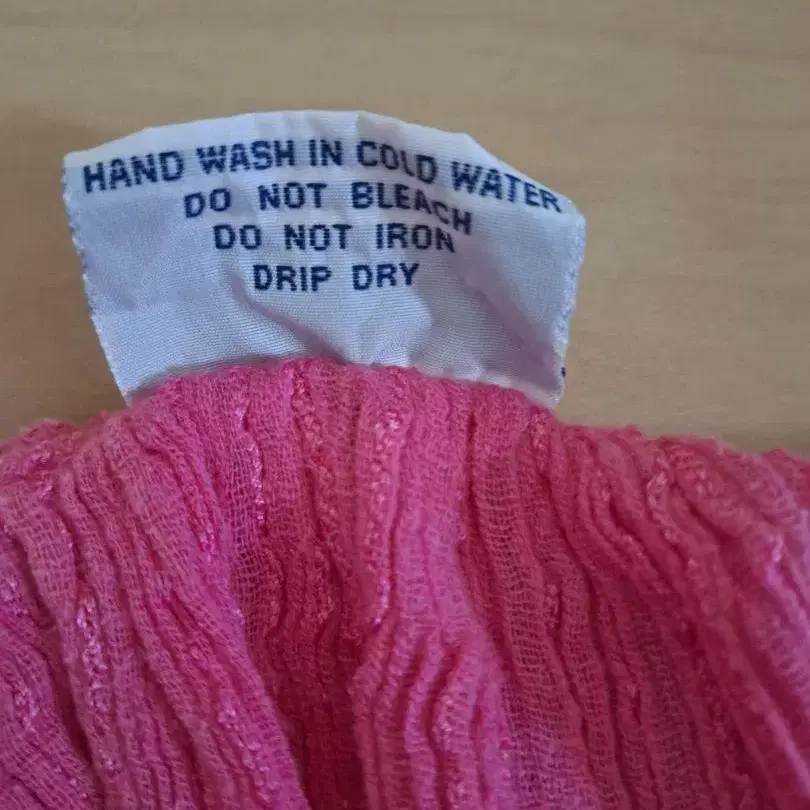 HAND WASH IN COLD WATER
DO NOT BLEACH
DO NOT IRON
DRIP DRY